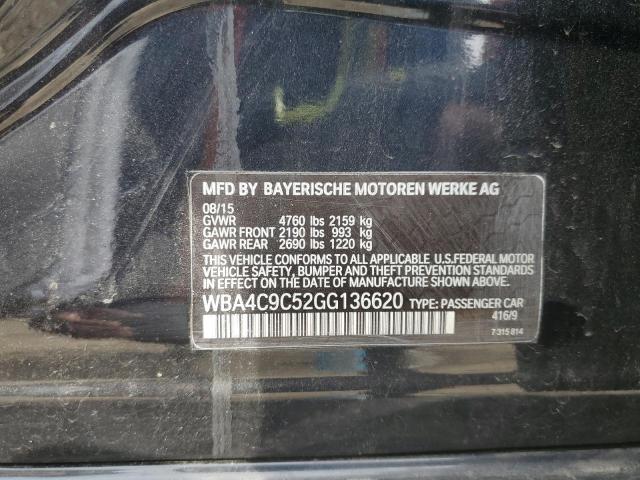 MFD BY BAYERISCHE MOTOREN WERKE AG
08/15
GVWR 4760 lbs 2159 kg
GAWR FRONT 2190 lbs 993 kg
GAWR REAR 2690 lbs 1220 kg
THIS VEHICLE CONFORMS TO ALL APPLICABLE U.S.FEDERAL MOTOR
VEHICLE SAFETY, BUMPER AND THEFT PREVENTION STANDARDS
IN EFFECT ON THE DATE OF MANUFACTURE SHOWN ABOVE.
WBA4C9C52GG136620 TYPE: PASSENGER CAR
416/9
7 315 814